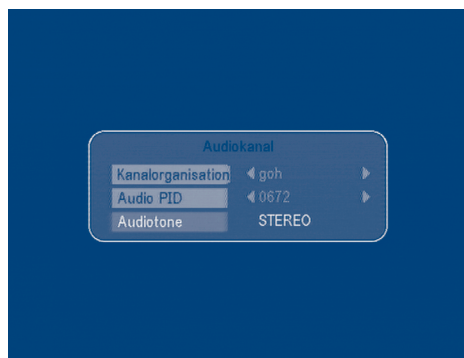 Audiokanal
Kanalorganisation goh
Audio PID 0672
Audiotone STEREO